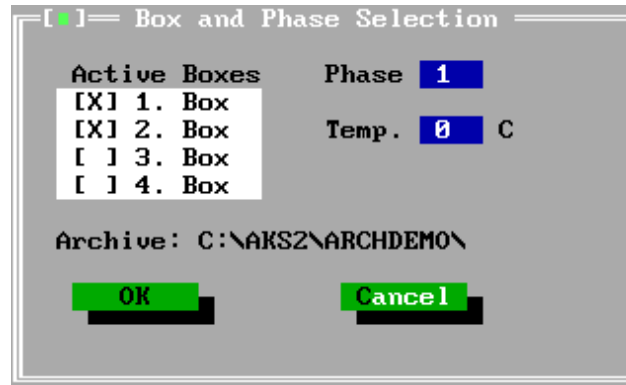 [■] Box and Phase Selection
Active Boxes
[X] 1. Box
[X] 2. Box
[ ] 3. Box
[ ] 4. Box
Phase 1
Temp. 0 C
Archive: C:\AKS2\ARCHDEMO\
OK
Cancel